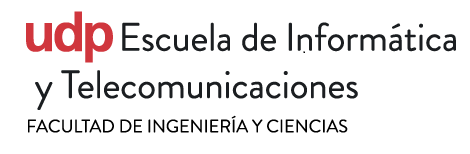 udp Escuela de Informática
y Telecomunicaciones
FACULTAD DE INGENIERÍA Y CIENCIAS